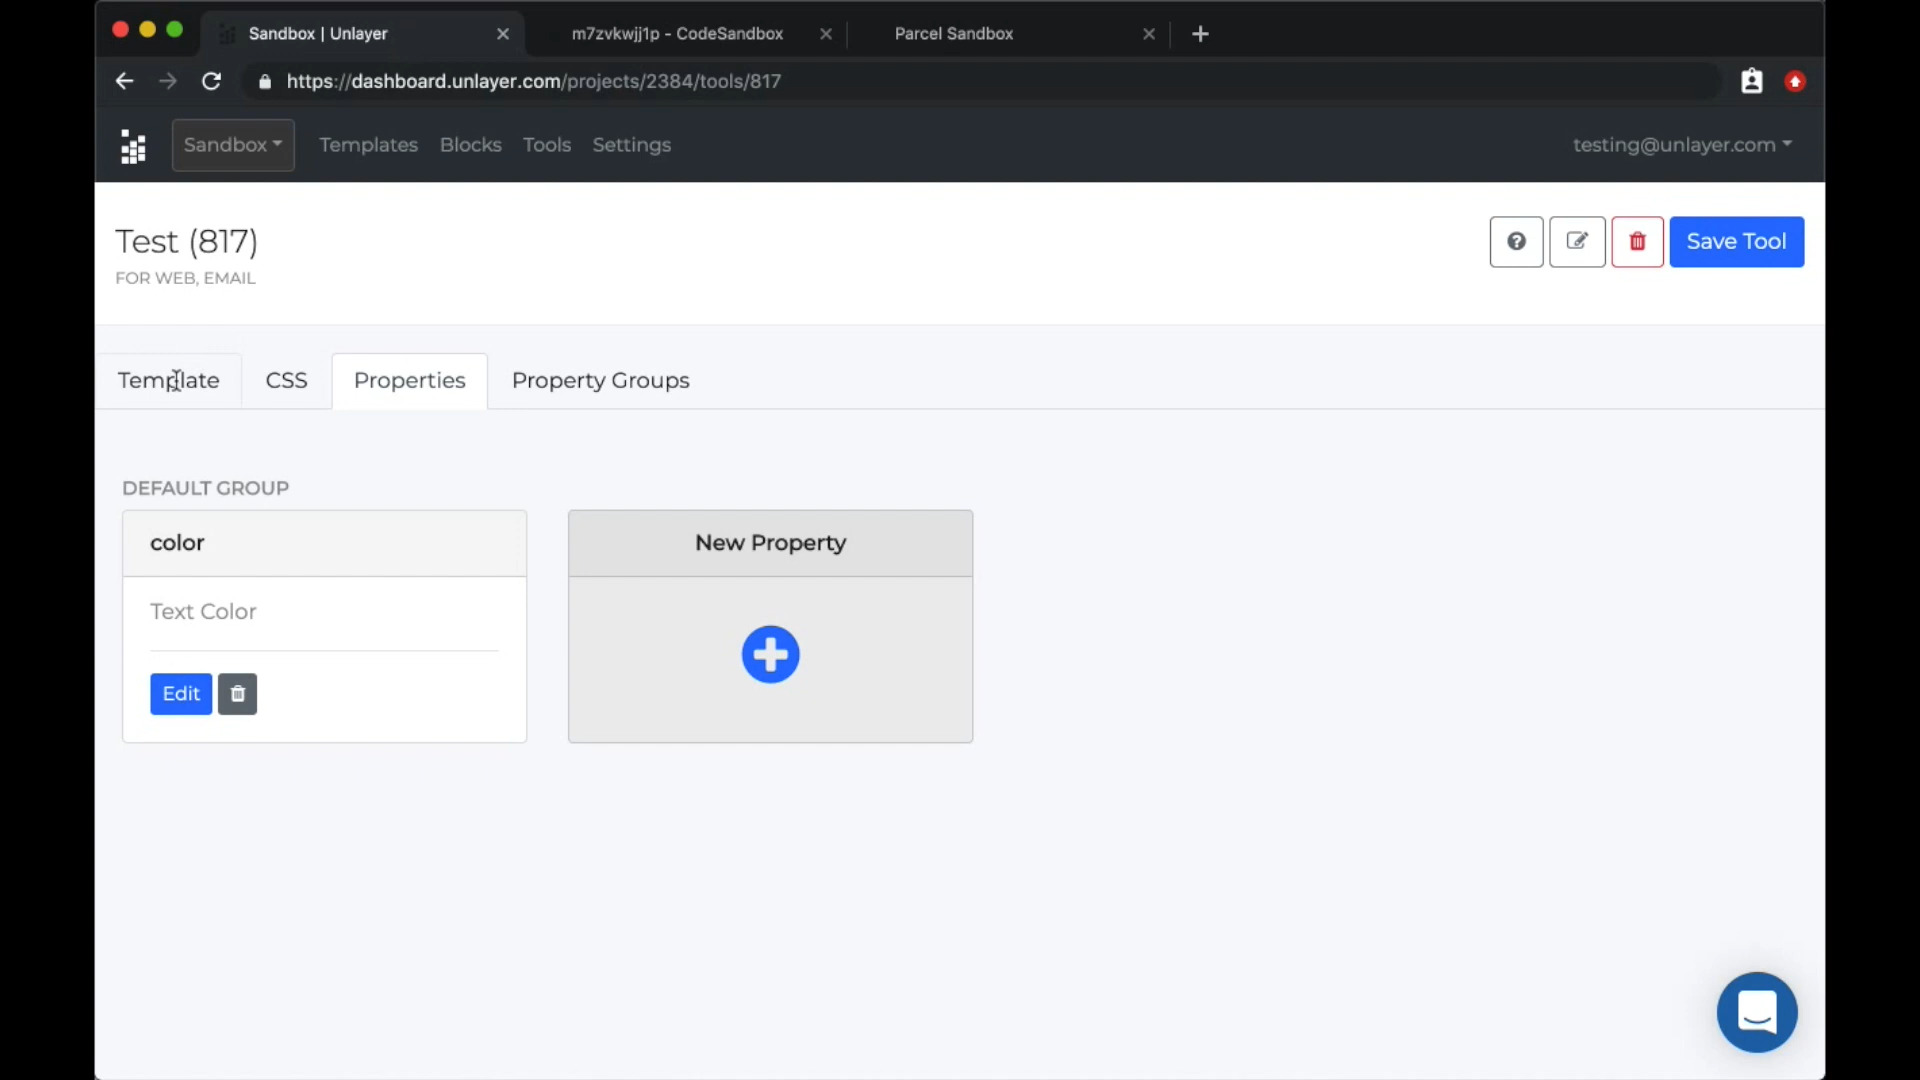 Sandbox | Unlayer
m7zvkwjj1p - CodeSandbox
Parcel Sandbox
https://dashboard.unlayer.com/projects/2384/tools/817
Sandbox Templates Blocks Tools Settings testing@unlayer.com
Test (817)
FOR WEB, EMAIL
Save Tool
Template CSS Properties Property Groups
DEFAULT GROUP
color
Text Color
Edit
New Property